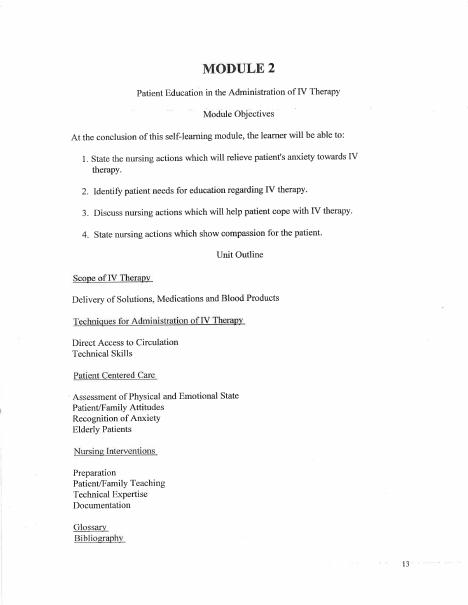 MODULE 2
Patient Education in the Administration of IV Therapy
Module Objectives
At the conclusion of this self-learning module, the learner will be able to:
1. State the nursing actions which will relieve patient's anxiety towards IV
therapy.
2. Identify patient needs for education regarding IV therapy.
3. Discuss nursing actions which will help patient cope with IV therapy.
4. State nursing actions which show compassion for the patient.
Unit Outline
Scope of IV Therapy
Delivery of Solutions, Medications and Blood Products
Techniques for Administration of IV Therapy
Direct Access to Circulation
Technical Skills
Patient Centered Care
Assessment of Physical and Emotional State
Patient/Family Attitudes
Recognition of Anxiety
Elderly Patients
Nursing Interventions
Preparation
Patient/Family Teaching
Technical Expertise
Documentation
Glossary
Bibliography
13